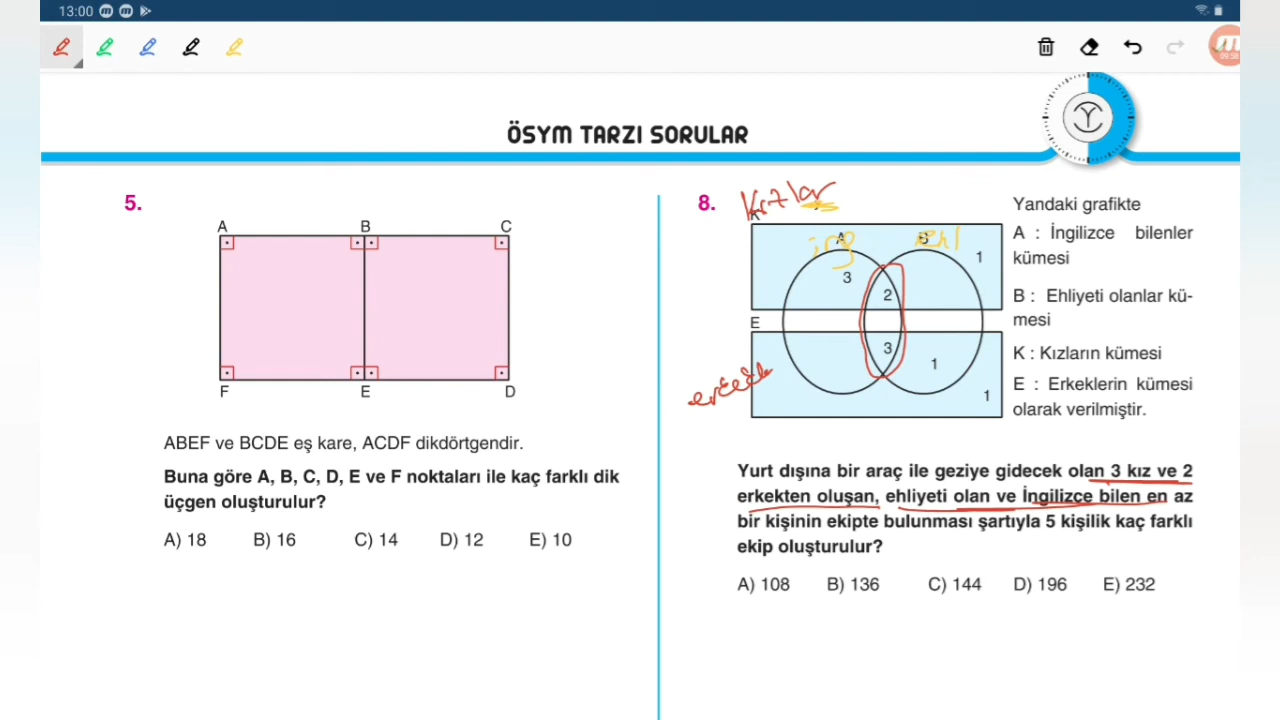 13:00
09:58
ÖSYM TARZI SORULAR
5.
A B C
F E D
ABEF ve BCDE eş kare, ACDF dikdörtgendir.
Buna göre A, B, C, D, E ve F noktaları ile kaç farklı dik
üçgen oluşturulur?
A) 18 B) 16 C) 14 D) 12 E) 10
8.
Kızlar
K
A B
ing ehl
3 2 1
E
3 1 1
Yandaki grafikte
A : İngilizce bilenler
kümesi
B : Ehliyeti olanlar kü-
mesi
K : Kızların kümesi
E : Erkeklerin kümesi
olarak verilmiştir.
Yurt dışına bir araç ile geziye gidecek olan 3 kız ve 2
erkekten oluşan, ehliyeti olan ve İngilizce bilen en az
bir kişinin ekipte bulunması şartıyla 5 kişilik kaç farklı
ekip oluşturulur?
A) 108 B) 136 C) 144 D) 196 E) 232